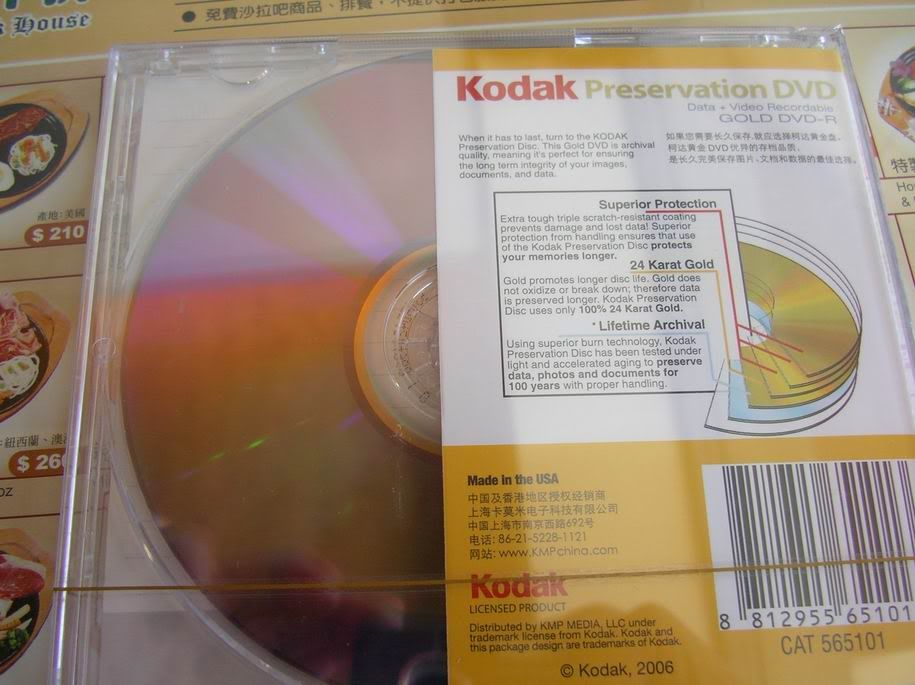 k House
● 免費沙拉吧商品、排餐，不提供打包
產地:美國
$ 210
紐西蘭、澳洲
$ 260
oz
特製
Ho
&
Kodak Preservation DVD
Data + Video Recordable
GOLD DVD-R
When it has to last, turn to the KODAK
Preservation Disc. This Gold DVD is archival
quality, meaning it's perfect for ensuring
the long term integrity of your images,
documents, and data.
如果您需要长久保存,就应选择柯达黄金盘。
柯达黄金DVD优异的存档品质,
是长久完美保存图片、文档和数据的最佳选择。
Superior Protection
Extra tough triple scratch-resistant coating
prevents damage and lost data! Superior
protection from handling ensures that use
of the Kodak Preservation Disc protects
your memories longer.
24 Karat Gold
Gold promotes longer disc life. Gold does
not oxidize or break down; therefore data
is preserved longer. Kodak Preservation
Disc uses only 100% 24 Karat Gold.
* Lifetime Archival
Using superior burn technology, Kodak
Preservation Disc has been tested under
light and accelerated aging to preserve
data, photos and documents for
100 years with proper handling.
Made in the USA
中国及香港地区授权经销商
上海卡莫米电子科技有限公司
中国上海市南京西路692号
电话: 86-21-5228-1121
网站: www.KMPchina.com
Kodak
LICENSED PRODUCT
Distributed by KMP MEDIA, LLC under
trademark license from Kodak. Kodak and
this package design are trademarks of Kodak.
© Kodak, 2006
8 812955 65101
CAT 565101